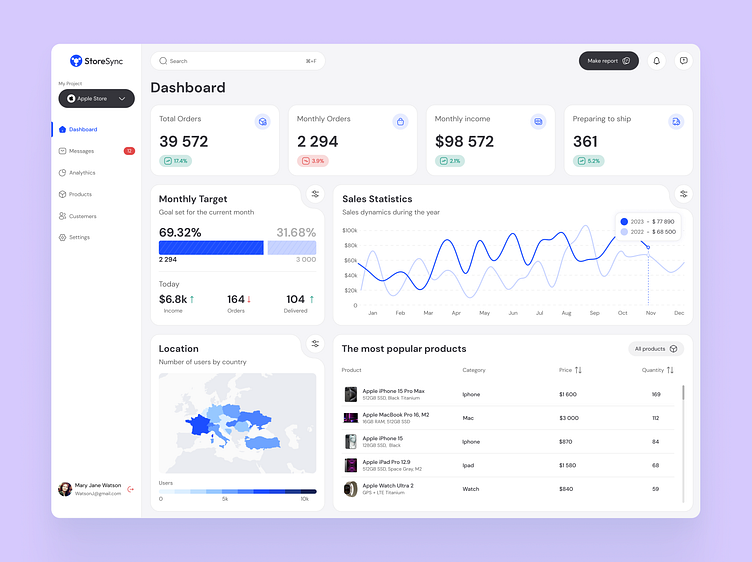 StoreSync
My Project
Apple Store
Dashboard
Messages
12
Analythics
Products
Customers
Settings
Mary Jane Watson
WatsonJ@gmail.com
Search
⌘+F
Make report
Dashboard
Total Orders
39 572
17.4%
Monthly Orders
2 294
3.9%
Monthly income
$98 572
2.1%
Preparing to ship
361
5.2%
Monthly Target
Goal set for the current month
69.32% 31.68%
2 294 3 000
Today
$6.8k ↑ 164 ↓ 104 ↑
Income Orders Delivered
Sales Statistics
Sales dynamics during the year
2023 • $ 77 890
2022 • $ 68 500
$100k
$80k
$60k
$40k
$20k
0
Jan Feb Mar Apr May Jun Jul Aug Sep Oct Nov Dec
Location
Number of users by country
Users
0 5k 10k
The most popular products
All products
Product Category Price Quantity
Apple iPhone 15 Pro Max
512GB SSD, Black Titanium
Iphone $1 600 169
Apple MacBook Pro 16, M2
16GB RAM, 512GB SSD
Mac $3 000 112
Apple iPhone 15
128GB SSD, Black
Iphone $870 84
Apple iPad Pro 12.9
512GB SSD, Space Gray, M2
Ipad $1 580 68
Apple Watch Ultra 2
GPS + LTE Titanium
Watch $840 59